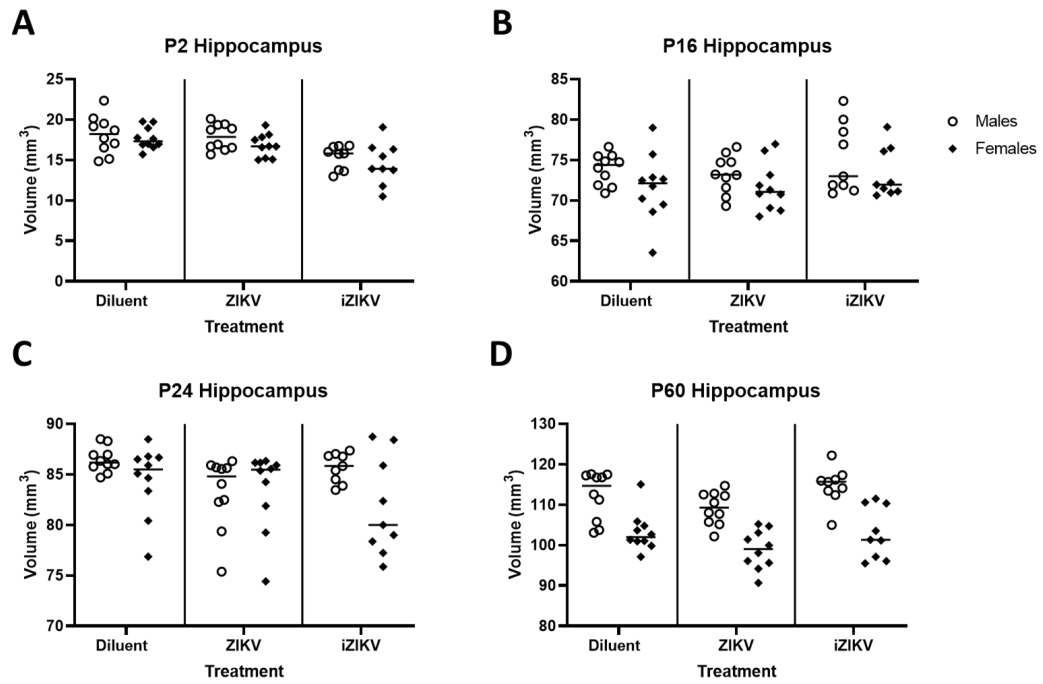 A
P2 Hippocampus
Volume (mm3)
25
20
15
10
5
0
Diluent ZIKV iZIKV
Treatment
B
P16 Hippocampus
Volume (mm3)
85
80
75
70
65
60
Diluent ZIKV iZIKV
Treatment
Males
Females
C
P24 Hippocampus
Volume (mm3)
90
85
80
75
70
Diluent ZIKV iZIKV
Treatment
D
P60 Hippocampus
Volume (mm3)
130
120
110
100
90
80
Diluent ZIKV iZIKV
Treatment